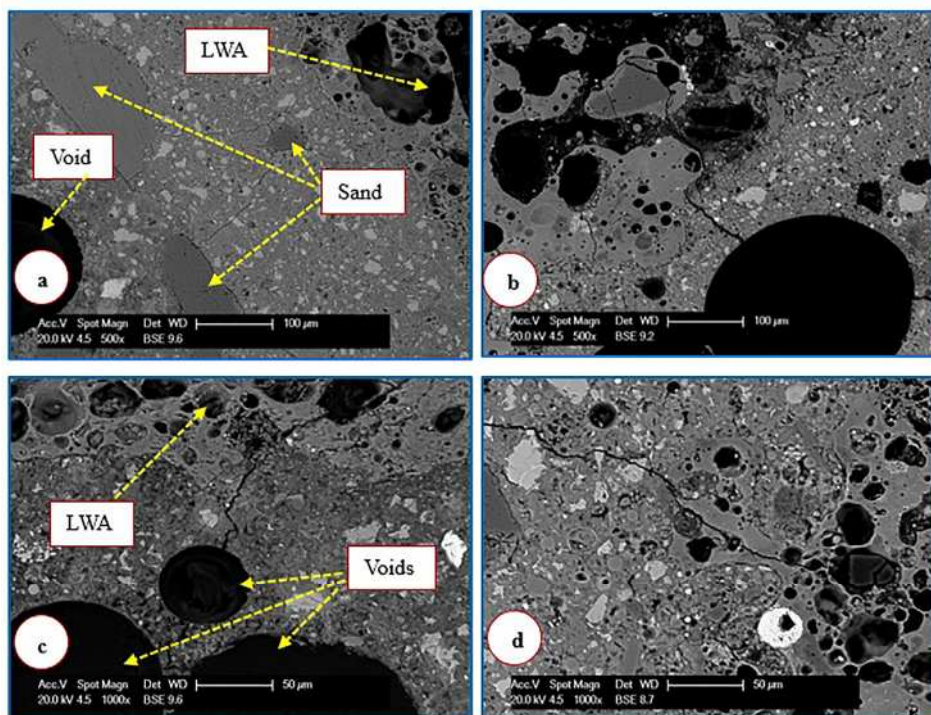 LWA
Void
Sand
a
Acc.V Spot Magn Det WD 100 µm
20.0 kV 4.5 500x BSE 9.6
b
Acc.V Spot Magn Det WD 100 µm
20.0 kV 4.5 500x BSE 9.2
LWA
Voids
c
Acc.V Spot Magn Det WD 50 µm
20.0 kV 4.5 1000x BSE 9.6
d
Acc.V Spot Magn Det WD 50 µm
20.0 kV 4.5 1000x BSE 8.7